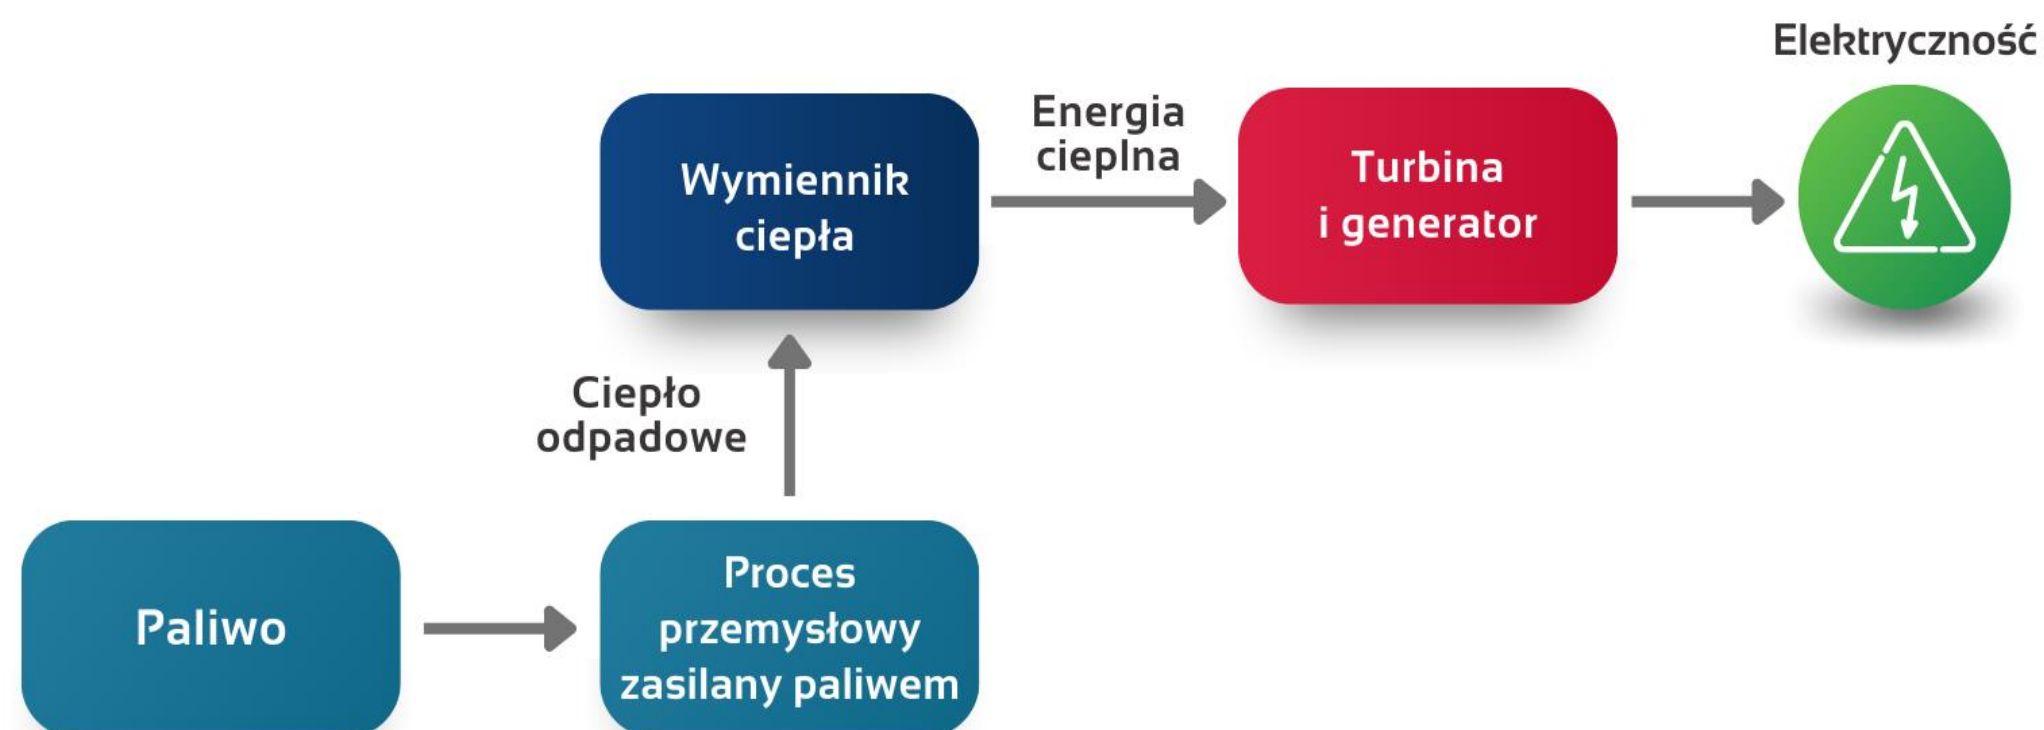 Elektryczność
Wymiennik
ciepła
Energia
cieplna
Turbina
i generator
Ciepło
odpadowe
Paliwo
Proces
przemysłowy
zasilany paliwem